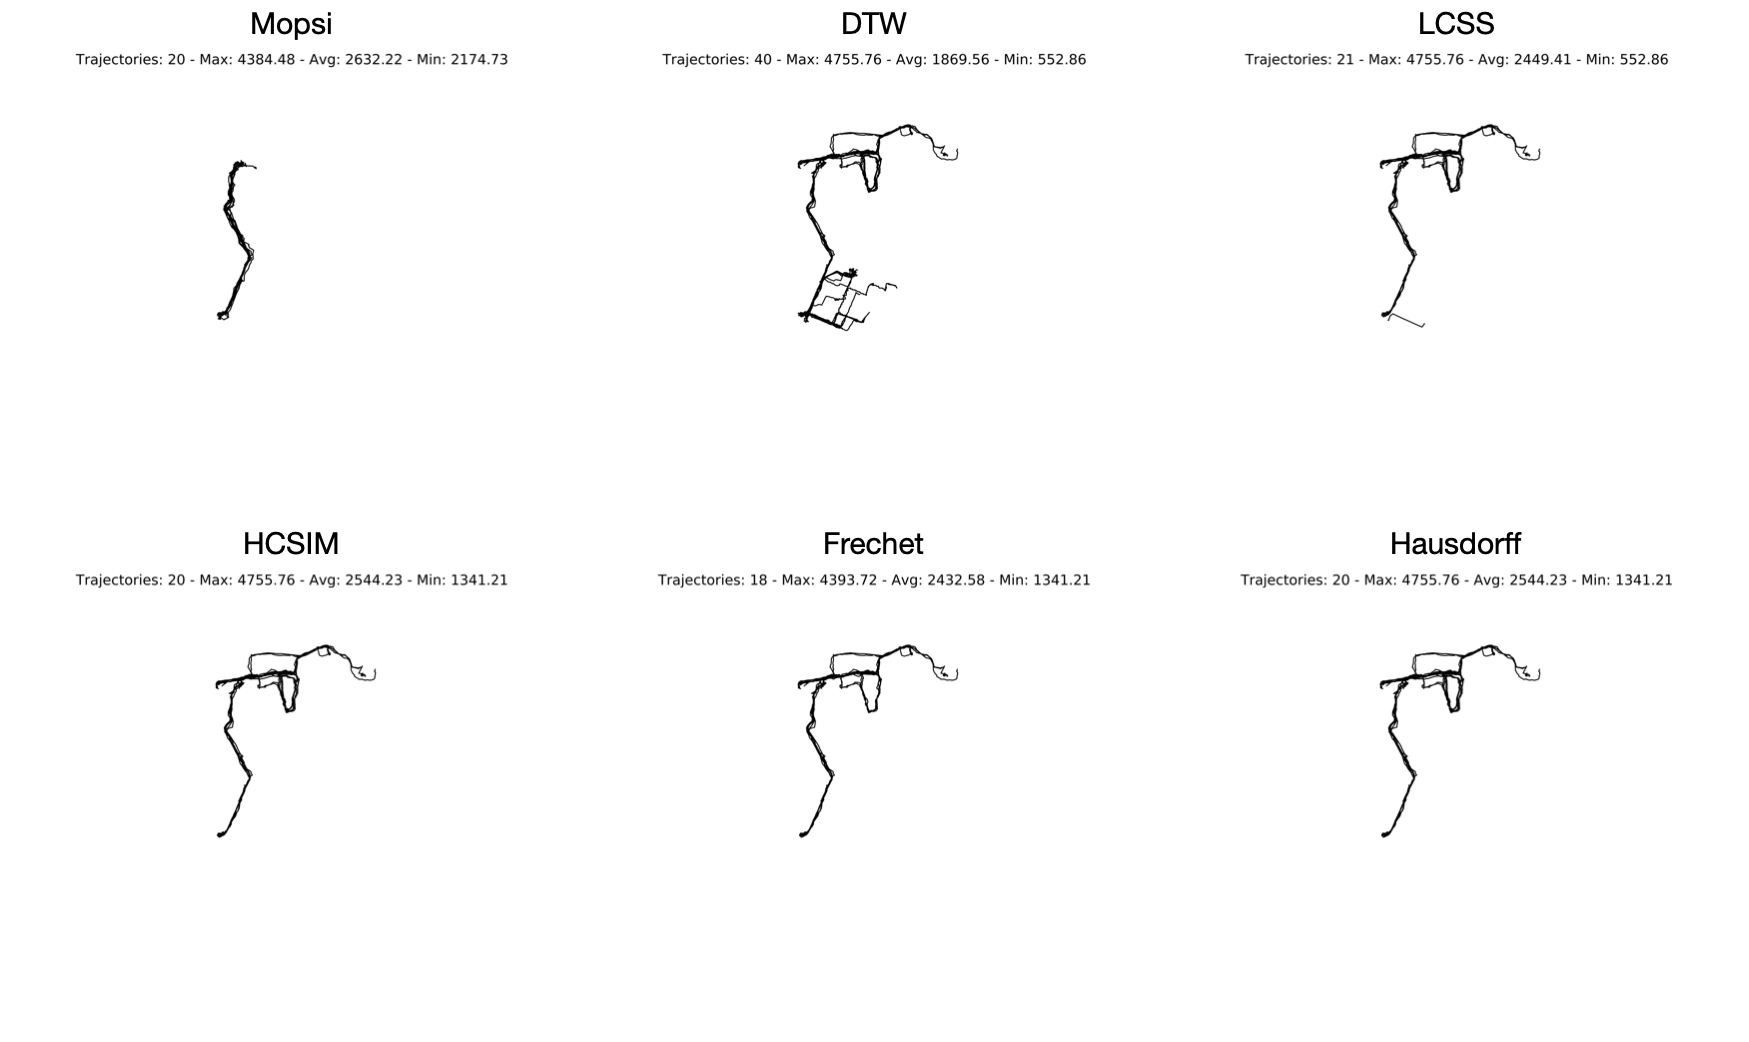 Mopsi
Trajectories: 20 - Max: 4384.48 - Avg: 2632.22 - Min: 2174.73
DTW
Trajectories: 40 - Max: 4755.76 - Avg: 1869.56 - Min: 552.86
LCSS
Trajectories: 21 - Max: 4755.76 - Avg: 2449.41 - Min: 552.86
HCSIM
Trajectories: 20 - Max: 4755.76 - Avg: 2544.23 - Min: 1341.21
Frechet
Trajectories: 18 - Max: 4393.72 - Avg: 2432.58 - Min: 1341.21
Hausdorff
Trajectories: 20 - Max: 4755.76 - Avg: 2544.23 - Min: 1341.21